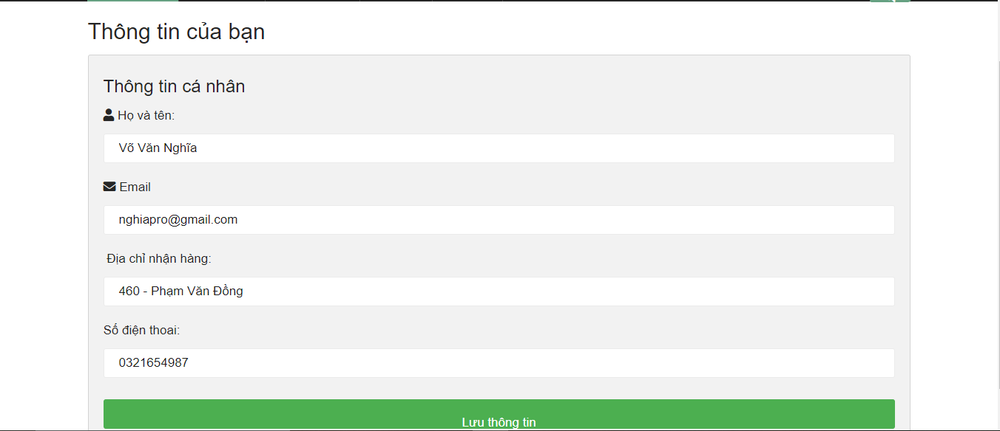 Thông tin của bạn
Thông tin cá nhân
Họ và tên:
Võ Văn Nghĩa
Email
nghiapro@gmail.com
Địa chỉ nhận hàng:
460 - Phạm Văn Đồng
Số điện thoai:
0321654987
Lưu thông tin